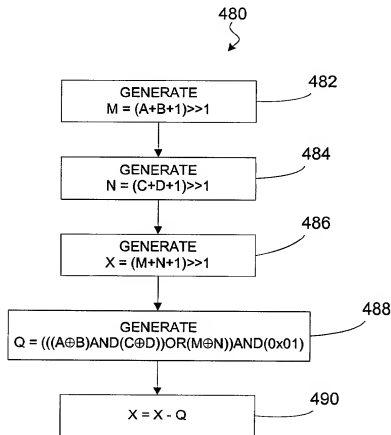 480
GENERATE
M = (A+B+1)>>1
482
GENERATE
N = (C+D+1)>>1
484
GENERATE
X = (M+N+1)>>1
486
GENERATE
Q = (((A⊕B)AND(C⊕D))OR(M⊕N))AND(0x01)
488
X = X - Q
490